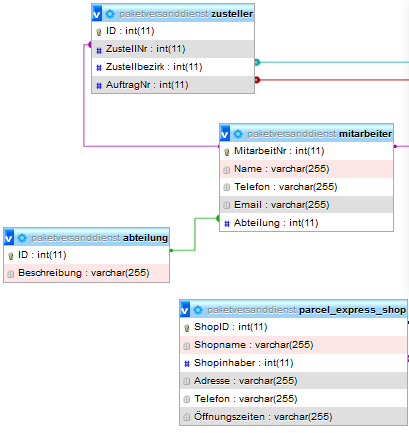 v paketversanddienst zusteller
ID : int(11)
# ZustellNr : int(11)
# Zustellbezirk : int(11)
# AuftragNr : int(11)
v paketversanddienst mitarbeiter
MitarbeitNr : int(11)
Name : varchar(255)
Telefon : varchar(255)
Email : varchar(255)
# Abteilung : int(11)
v paketversanddienst abteilung
ID : int(11)
Beschreibung : varchar(255)
v paketversanddienst parcel_express_shop
ShopID : int(11)
Shopname : varchar(255)
# Shopinhaber : int(11)
Adresse : varchar(255)
Telefon : varchar(255)
Öffnungszeiten : varchar(255)